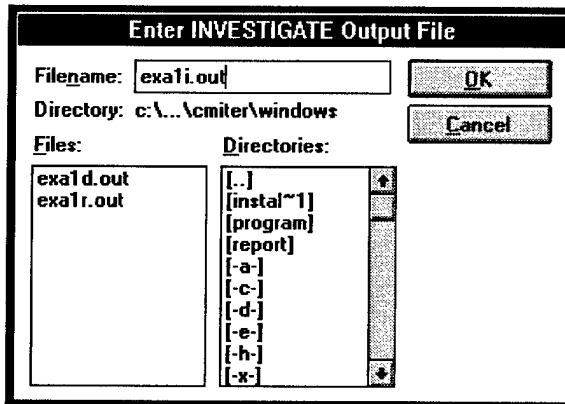 Enter INVESTIGATE Output File
Filename: exa1i.out
OK
Directory: c:\...\cmiter\windows
Cancel
Files:
Directories:
exa1d.out
exa1r.out
[..]
[instal~1]
[program]
[report]
[-a-]
[-c-]
[-d-]
[-e-]
[-h-]
[-x-]